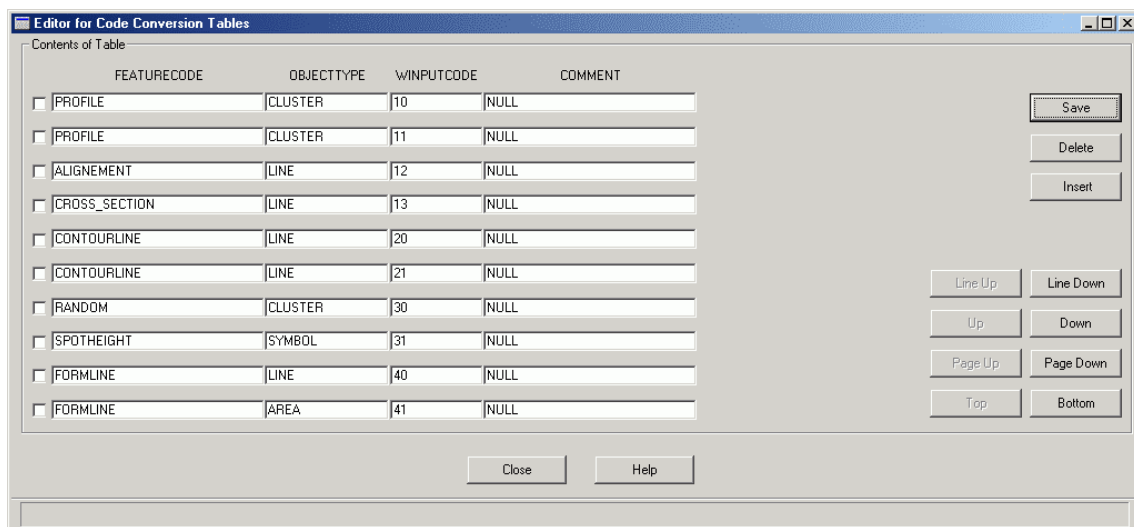 Editor for Code Conversion Tables
Contents of Table
FEATURECODE OBJECTTYPE WINPUTCODE COMMENT
PROFILE CLUSTER 10 NULL
Save
PROFILE CLUSTER 11 NULL
Delete
ALIGNEMENT LINE 12 NULL
Insert
CROSS_SECTION LINE 13 NULL
CONTOURLINE LINE 20 NULL
CONTOURLINE LINE 21 NULL
Line Up Line Down
RANDOM CLUSTER 30 NULL
Up Down
SPOTHEIGHT SYMBOL 31 NULL
Page Up Page Down
FORMLINE LINE 40 NULL
Top Bottom
FORMLINE AREA 41 NULL
Close Help